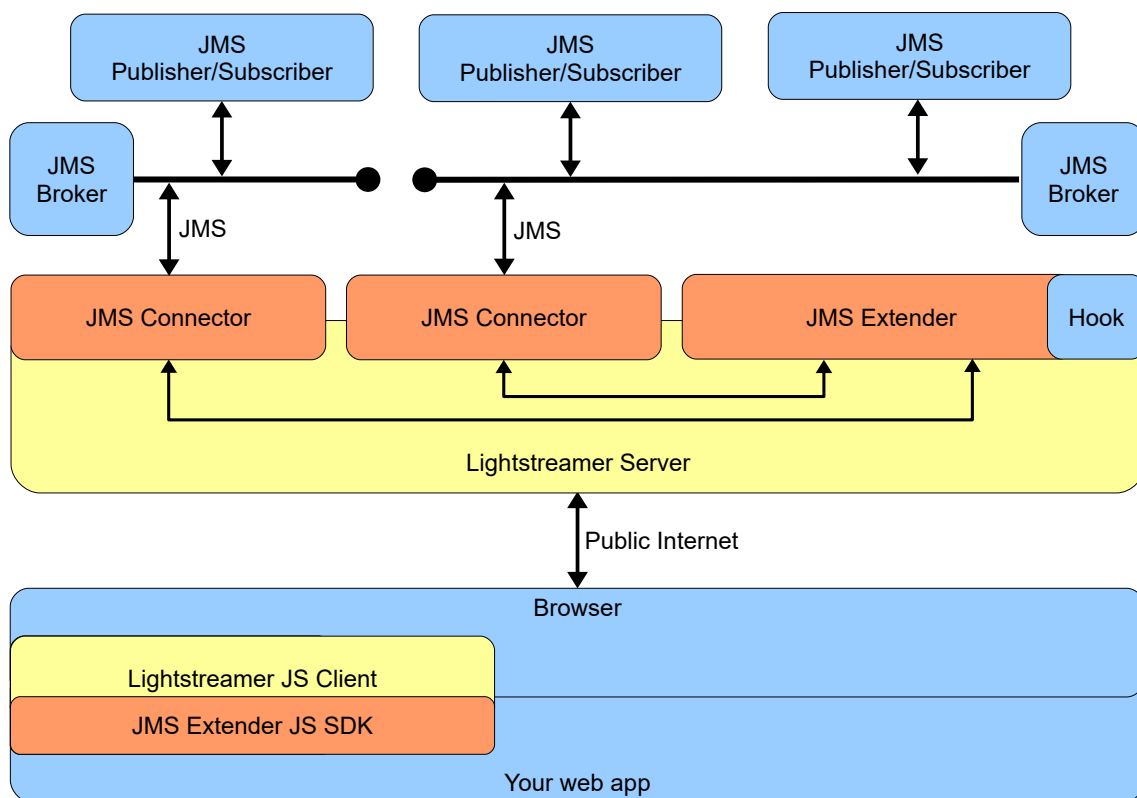 JMS
Publisher/Subscriber
JMS
Publisher/Subscriber
JMS
Publisher/Subscriber
JMS
Broker
JMS
Broker
JMS
JMS
JMS Connector
JMS Connector
JMS Extender
Hook
Lightstreamer Server
Public Internet
Browser
Lightstreamer JS Client
JMS Extender JS SDK
Your web app